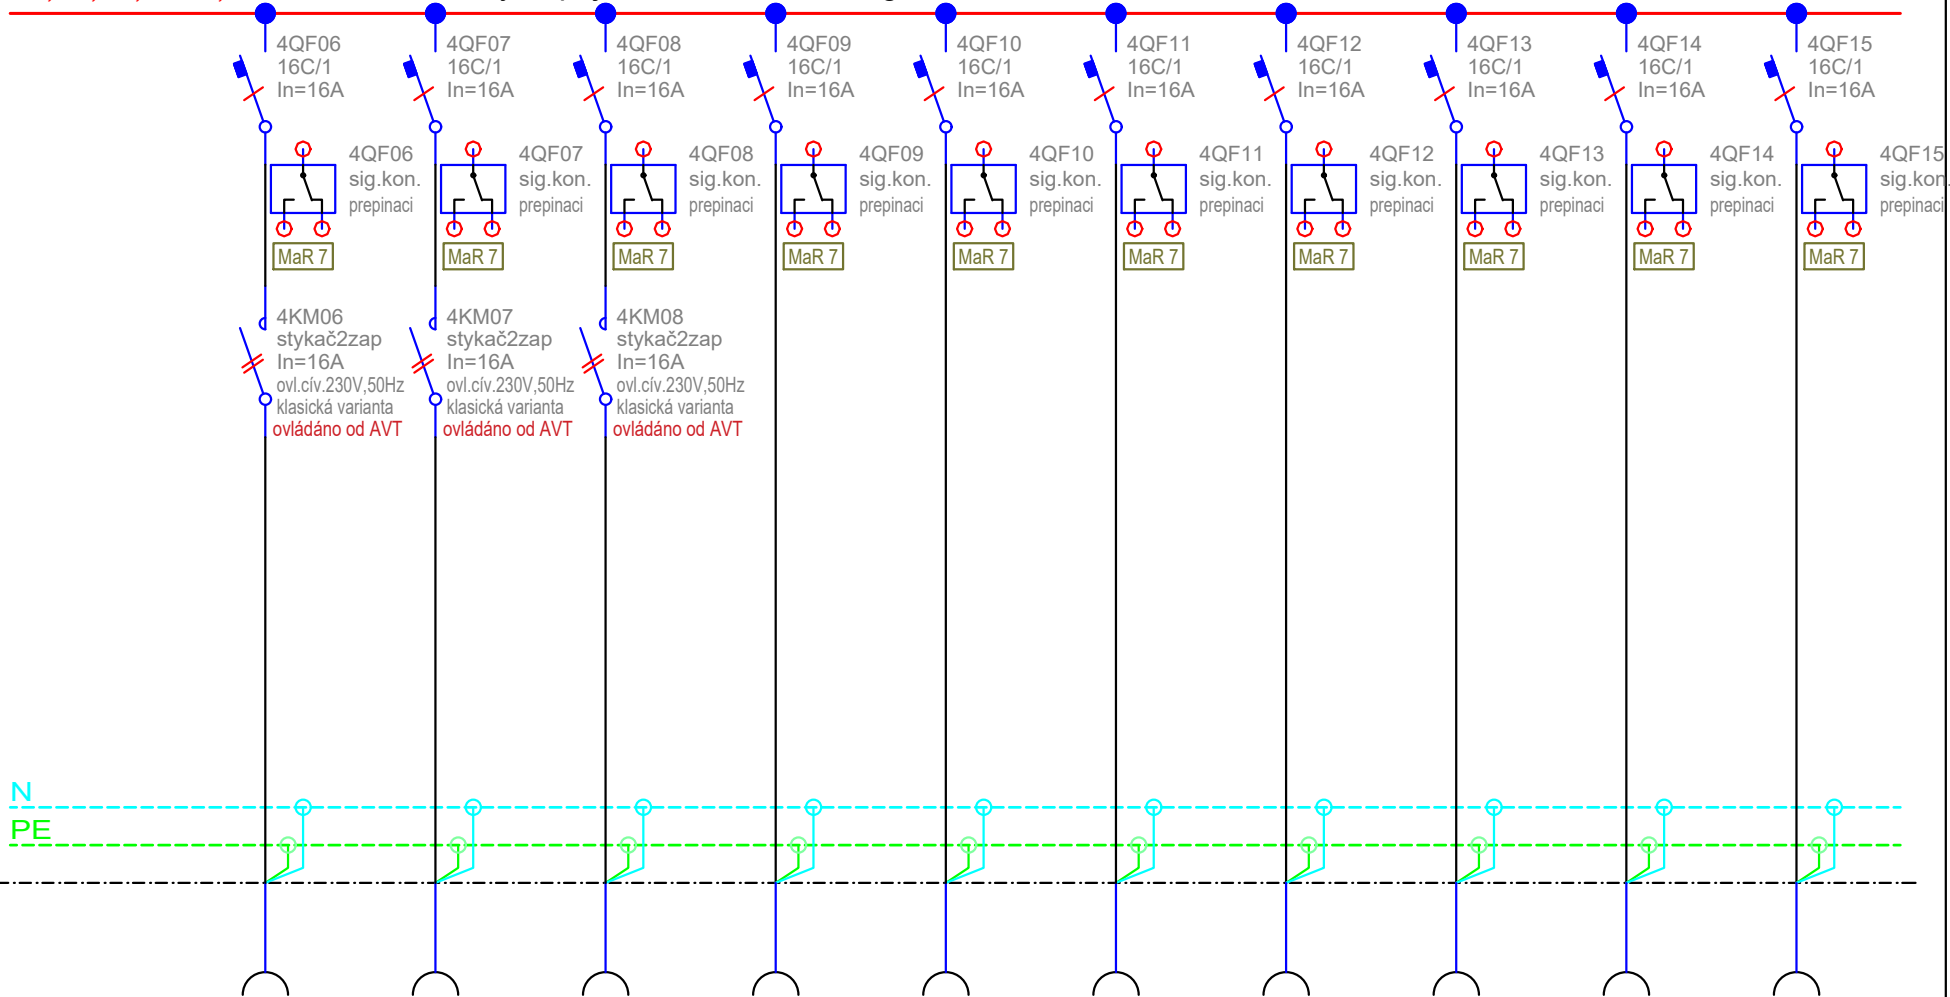 4QF06
16C/1
In=16A
4QF07
16C/1
In=16A
4QF08
16C/1
In=16A
4QF09
16C/1
In=16A
4QF10
16C/1
In=16A
4QF11
16C/1
In=16A
4QF12
16C/1
In=16A
4QF13
16C/1
In=16A
4QF14
16C/1
In=16A
4QF15
16C/1
In=16A
4QF06
sig.kon.
prepinaci
MaR 7
4QF07
sig.kon.
prepinaci
MaR 7
4QF08
sig.kon.
prepinaci
MaR 7
4QF09
sig.kon.
prepinaci
MaR 7
4QF10
sig.kon.
prepinaci
MaR 7
4QF11
sig.kon.
prepinaci
MaR 7
4QF12
sig.kon.
prepinaci
MaR 7
4QF13
sig.kon.
prepinaci
MaR 7
4QF14
sig.kon.
prepinaci
MaR 7
4QF15
sig.kon.
prepinaci
MaR 7
4KM06
stykač2zap
In=16A
ovl.cív.230V,50Hz
klasická varianta
ovládáno od AVT
4KM07
stykač2zap
In=16A
ovl.cív.230V,50Hz
klasická varianta
ovládáno od AVT
4KM08
stykač2zap
In=16A
ovl.cív.230V,50Hz
klasická varianta
ovládáno od AVT
N
PE